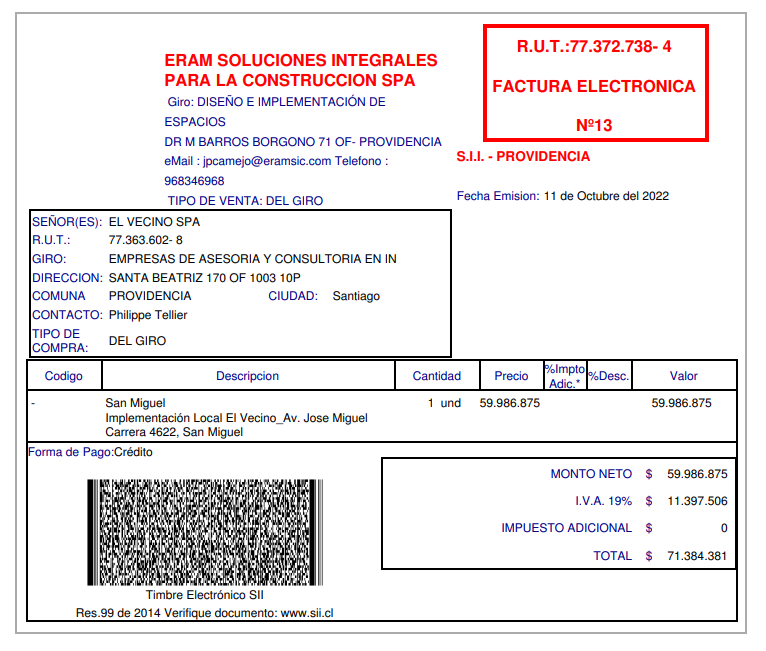 ERAM SOLUCIONES INTEGRALES
PARA LA CONSTRUCCION SPA
Giro: DISEÑO E IMPLEMENTACIÓN DE
ESPACIOS
DR M BARROS BORGONO 71 OF- PROVIDENCIA
eMail : jpcamejo@eramsic.com Telefono :
968346968
TIPO DE VENTA: DEL GIRO
R.U.T.:77.372.738- 4
FACTURA ELECTRONICA
Nº13
S.I.I. - PROVIDENCIA
Fecha Emision: 11 de Octubre del 2022
SEÑOR(ES): EL VECINO SPA
R.U.T.: 77.363.602- 8
GIRO: EMPRESAS DE ASESORIA Y CONSULTORIA EN IN
DIRECCION: SANTA BEATRIZ 170 OF 1003 10P
COMUNA PROVIDENCIA CIUDAD: Santiago
CONTACTO: Philippe Tellier
TIPO DE
COMPRA: DEL GIRO
Codigo Descripcion Cantidad Precio %Impto Adic.* %Desc. Valor
- San Miguel 1 und 59.986.875 59.986.875
Implementación Local El Vecino_Av. Jose Miguel
Carrera 4622, San Miguel
Forma de Pago:Crédito
MONTO NETO $ 59.986.875
I.V.A. 19% $ 11.397.506
IMPUESTO ADICIONAL $ 0
TOTAL $ 71.384.381
Timbre Electrónico SII
Res.99 de 2014 Verifique documento: www.sii.cl